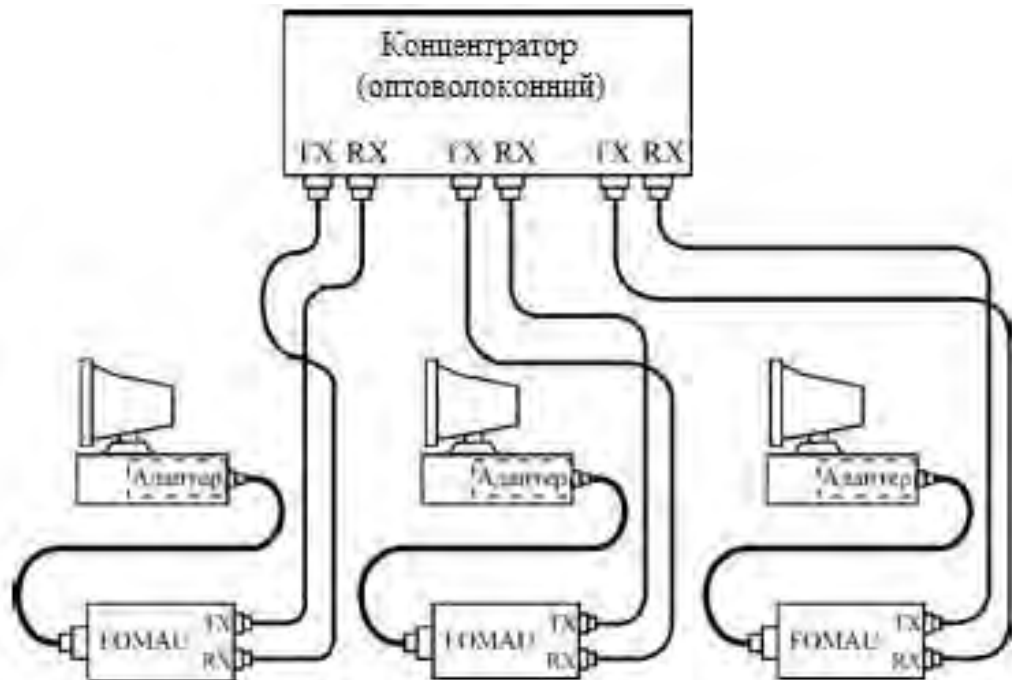 Концентратор
(оптоволоконний)
TX RX TX RX TX RX
Адаптер Адаптер Адаптер
TX TX TX
FOMAU FOMAU FOMAU
RX RX RX